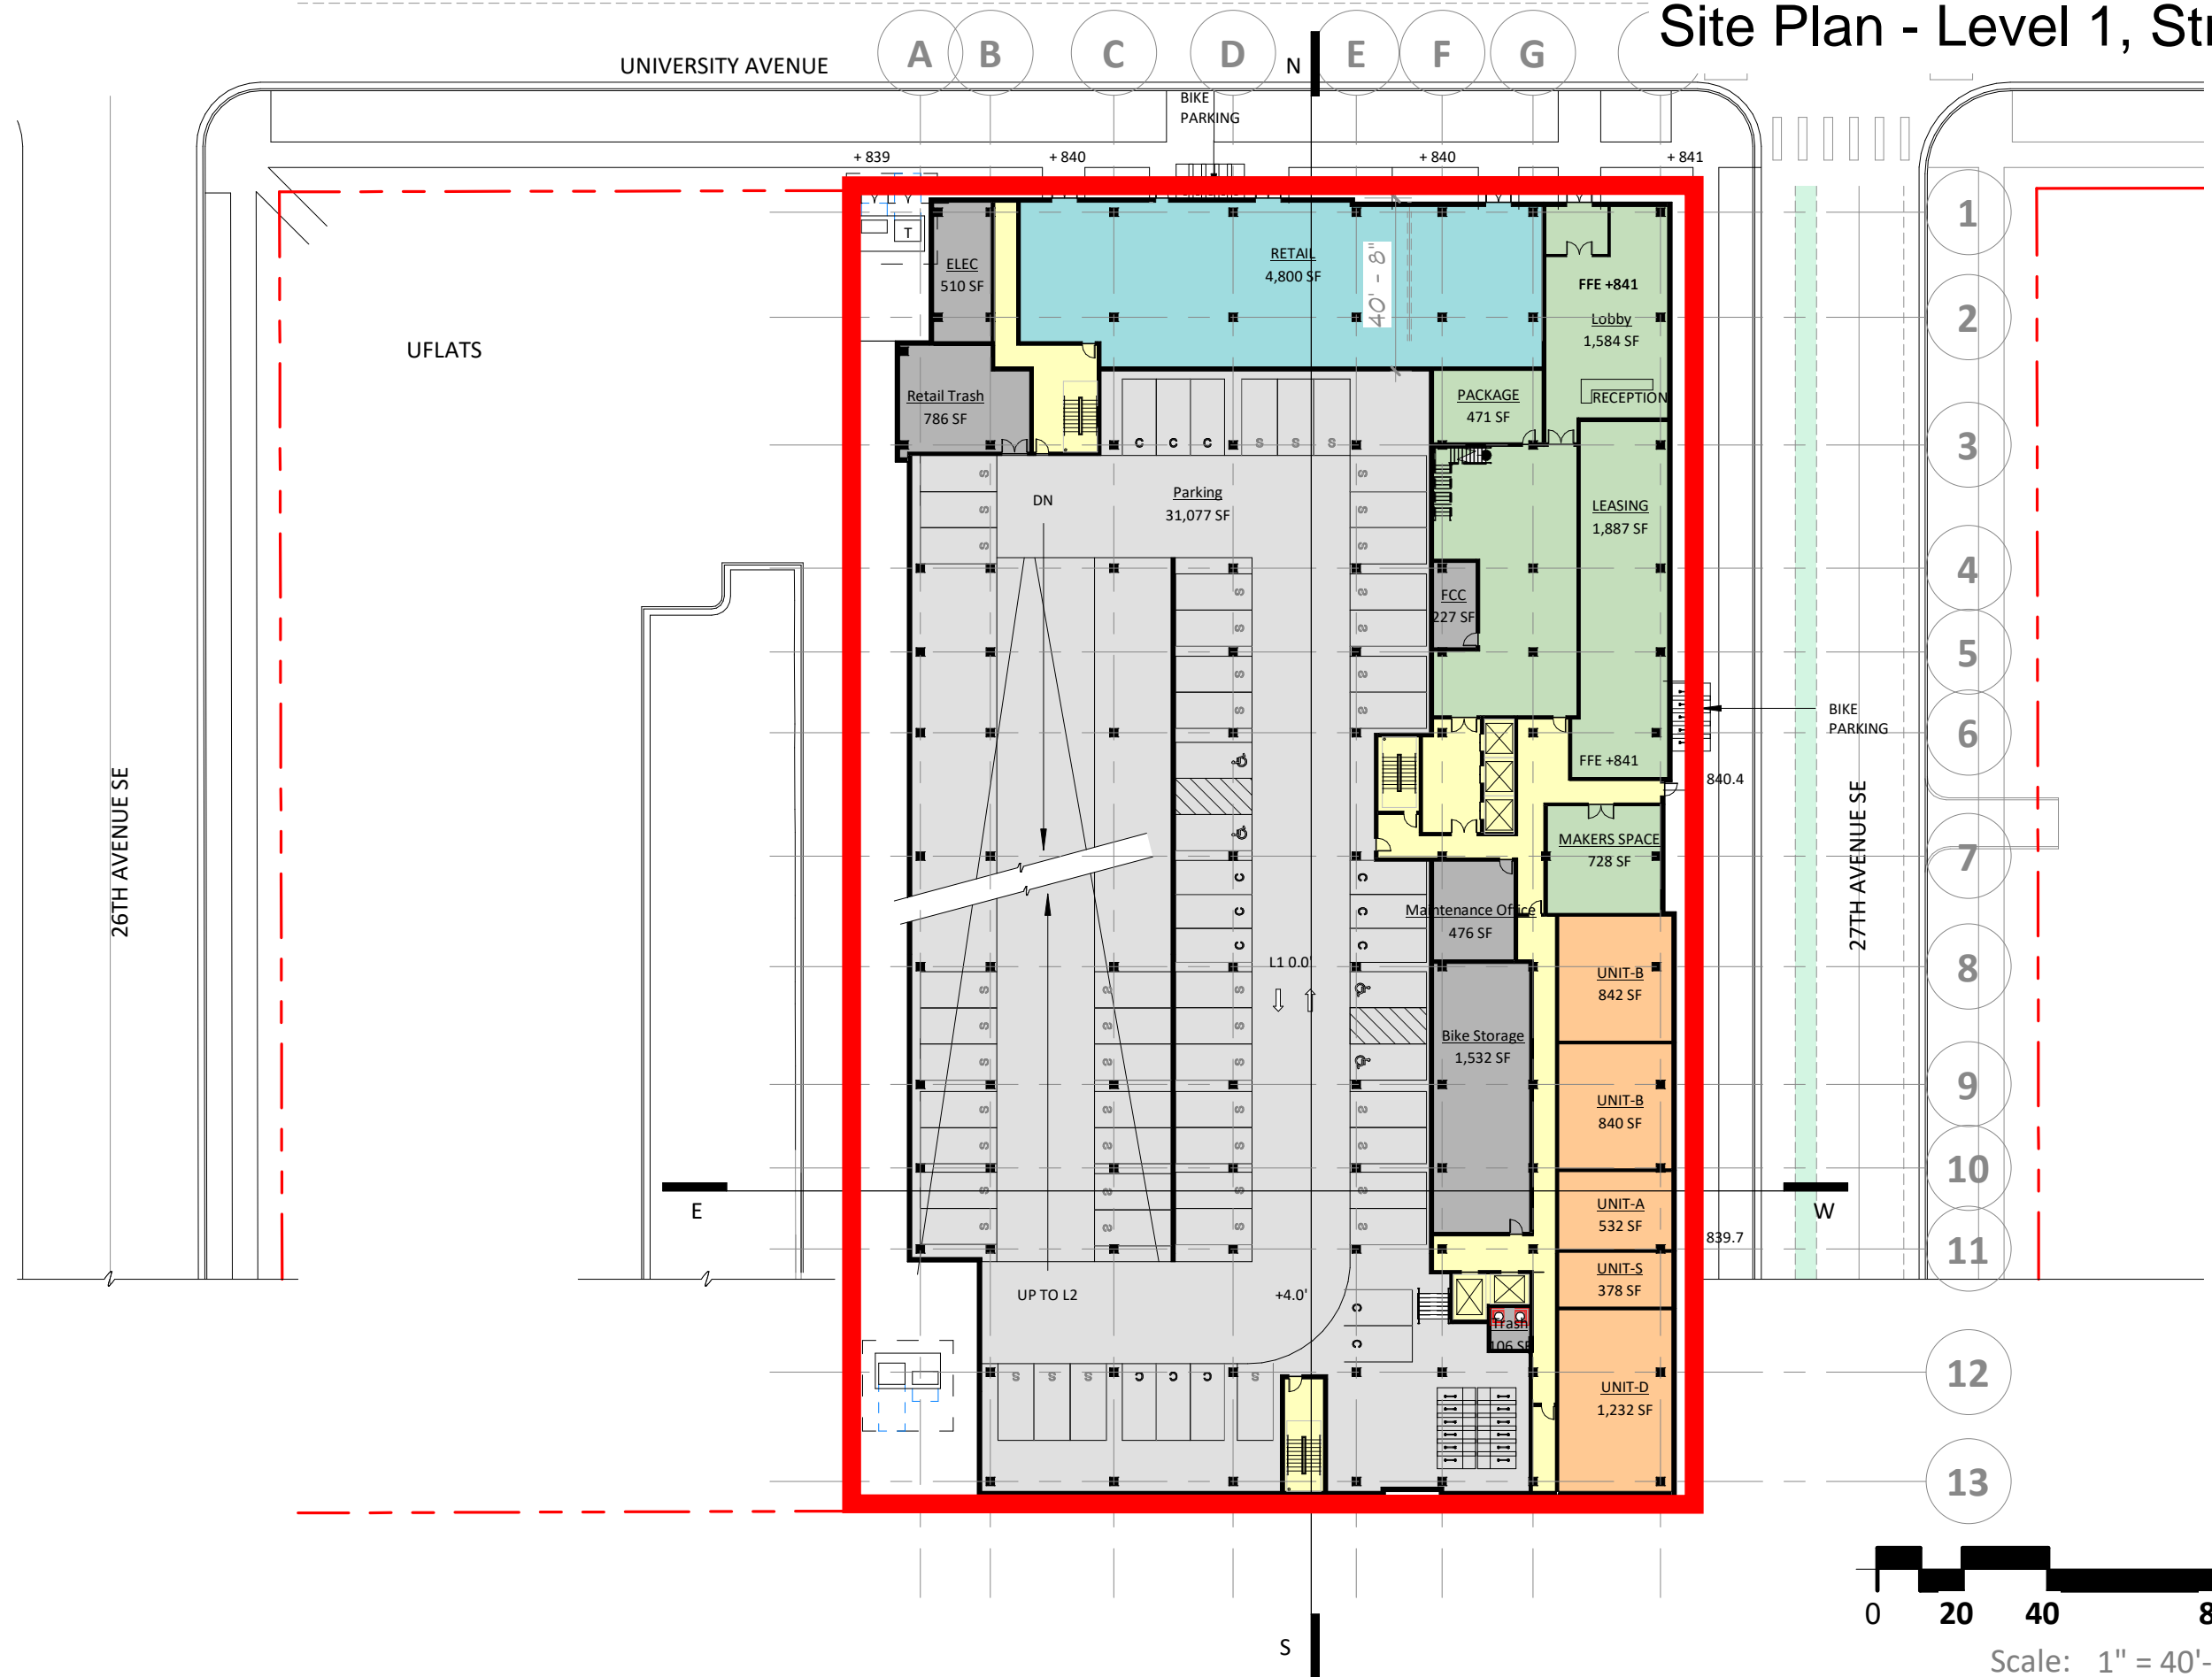 Site Plan - Level 1, St
UNIVERSITY AVENUE
A
B
C
D
N
E
F
G
BIKE
PARKING
+ 839
+ 840
+ 840
+ 841
T
ELEC
510 SF
RETAIL
4,800 SF
40' - 8"
FFE +841
Lobby
1,584 SF
1
2
UFLATS
Retail Trash
786 SF
C C C S S S
PACKAGE
471 SF
RECEPTION
3
DN
Parking
31,077 SF
LEASING
1,887 SF
4
FCC
227 SF
5
BIKE
PARKING
6
FFE +841
840.4
MAKERS SPACE
728 SF
7
26TH AVENUE SE
27TH AVENUE SE
Maintenance Office
476 SF
L1 0.0'
UNIT-B
842 SF
8
Bike Storage
1,532 SF
UNIT-B
840 SF
9
10
E
W
UNIT-A
532 SF
839.7
11
UNIT-S
378 SF
UP TO L2
+4.0'
Trash
106 SF
S S S C C C S
UNIT-D
1,232 SF
12
13
S
0 20 40
Scale: 1" = 40'-